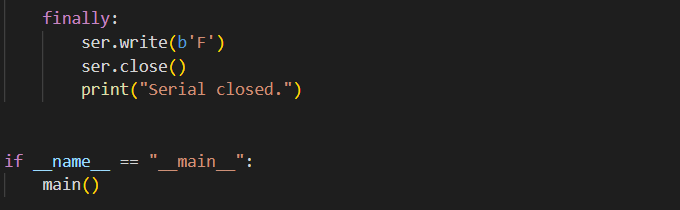 finally:
ser.write(b'F')
ser.close()
print("Serial closed.")
if __name__ == "__main__":
main()